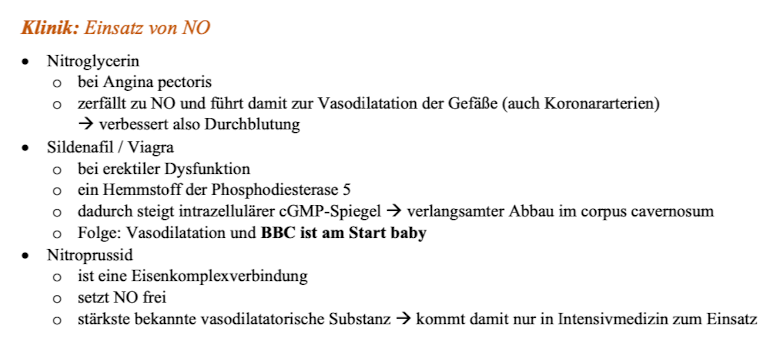 Klinik: Einsatz von NO
• Nitroglycerin
o bei Angina pectoris
o zerfällt zu NO und führt damit zur Vasodilatation der Gefäße (auch Koronararterien)
→ verbessert also Durchblutung
• Sildenafil / Viagra
o bei erektiler Dysfunktion
o ein Hemmstoff der Phosphodiesterase 5
o dadurch steigt intrazellulärer cGMP-Spiegel → verlangsamter Abbau im corpus cavernosum
o Folge: Vasodilatation und BBC ist am Start baby
• Nitroprussid
o ist eine Eisenkomplexverbindung
o setzt NO frei
o stärkste bekannte vasodilatatorische Substanz → kommt damit nur in Intensivmedizin zum Einsatz